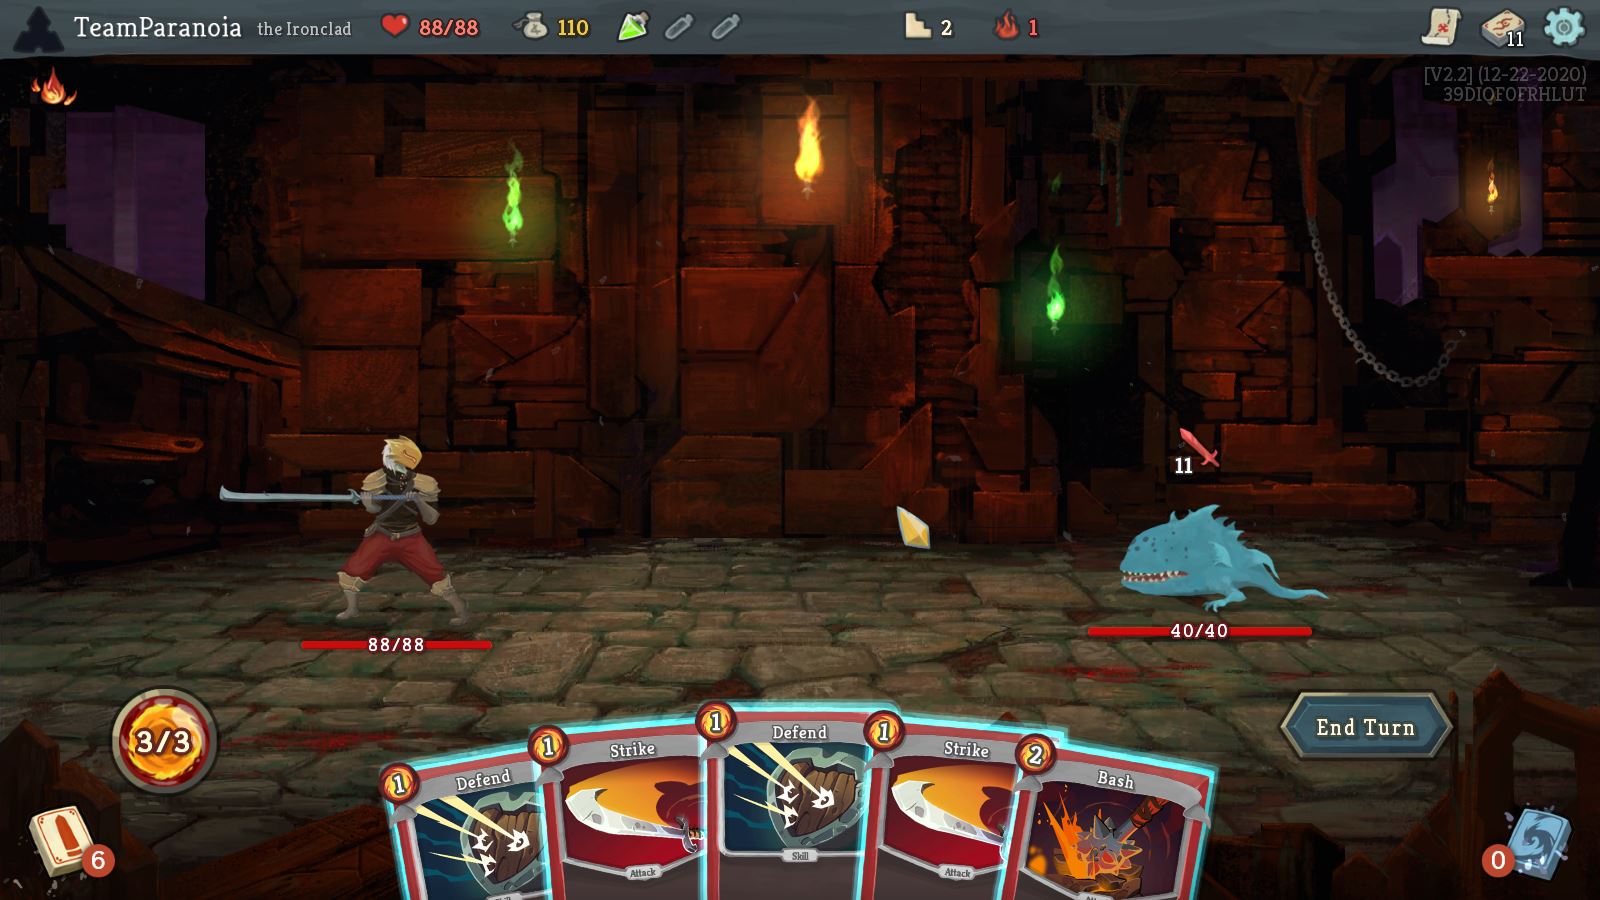 TeamParanoia the Ironclad 88/88 110 2 1 11
[V2.2] (12-22-2020)
39DIQF0FRHLUT
11
88/88
40/40
3/3
End Turn
1 Defend
1 Strike
Attack
1 Defend
Skill
1 Strike
Attack
2 Bash
6
0